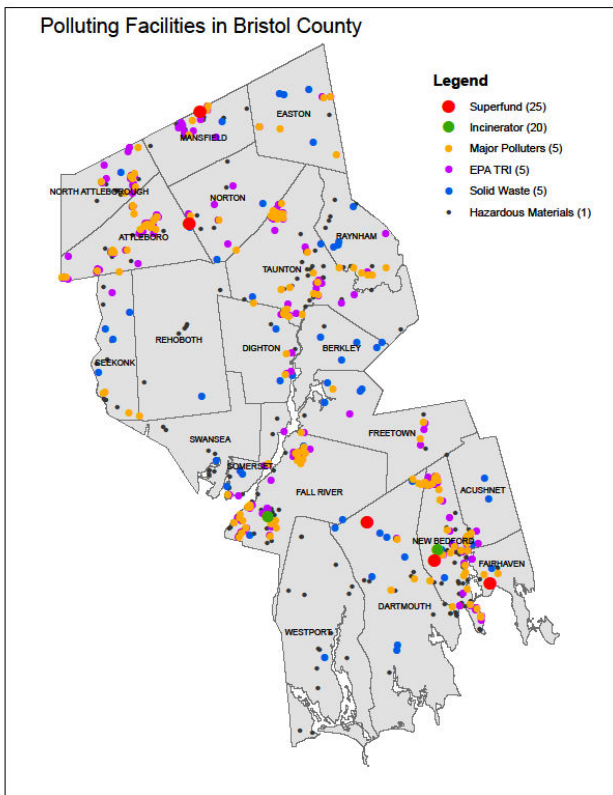 Polluting Facilities in Bristol County
Legend
Superfund (25)
Incinerator (20)
Major Polluters (5)
EPA TRI (5)
Solid Waste (5)
Hazardous Materials (1)
EASTON
MANSFIELD
NORTH ATTLEBOROUGH
NORTON
ATTLEBORO
RAYNHAM
TAUNTON
REHOBOTH
DIGHTON
BERKLEY
SEEKONK
SWANSEA
FREETOWN
SOMERSET
FALL RIVER
ACUSHNET
NEW BEDFORD
FAIRHAVEN
DARTMOUTH
WESTPORT